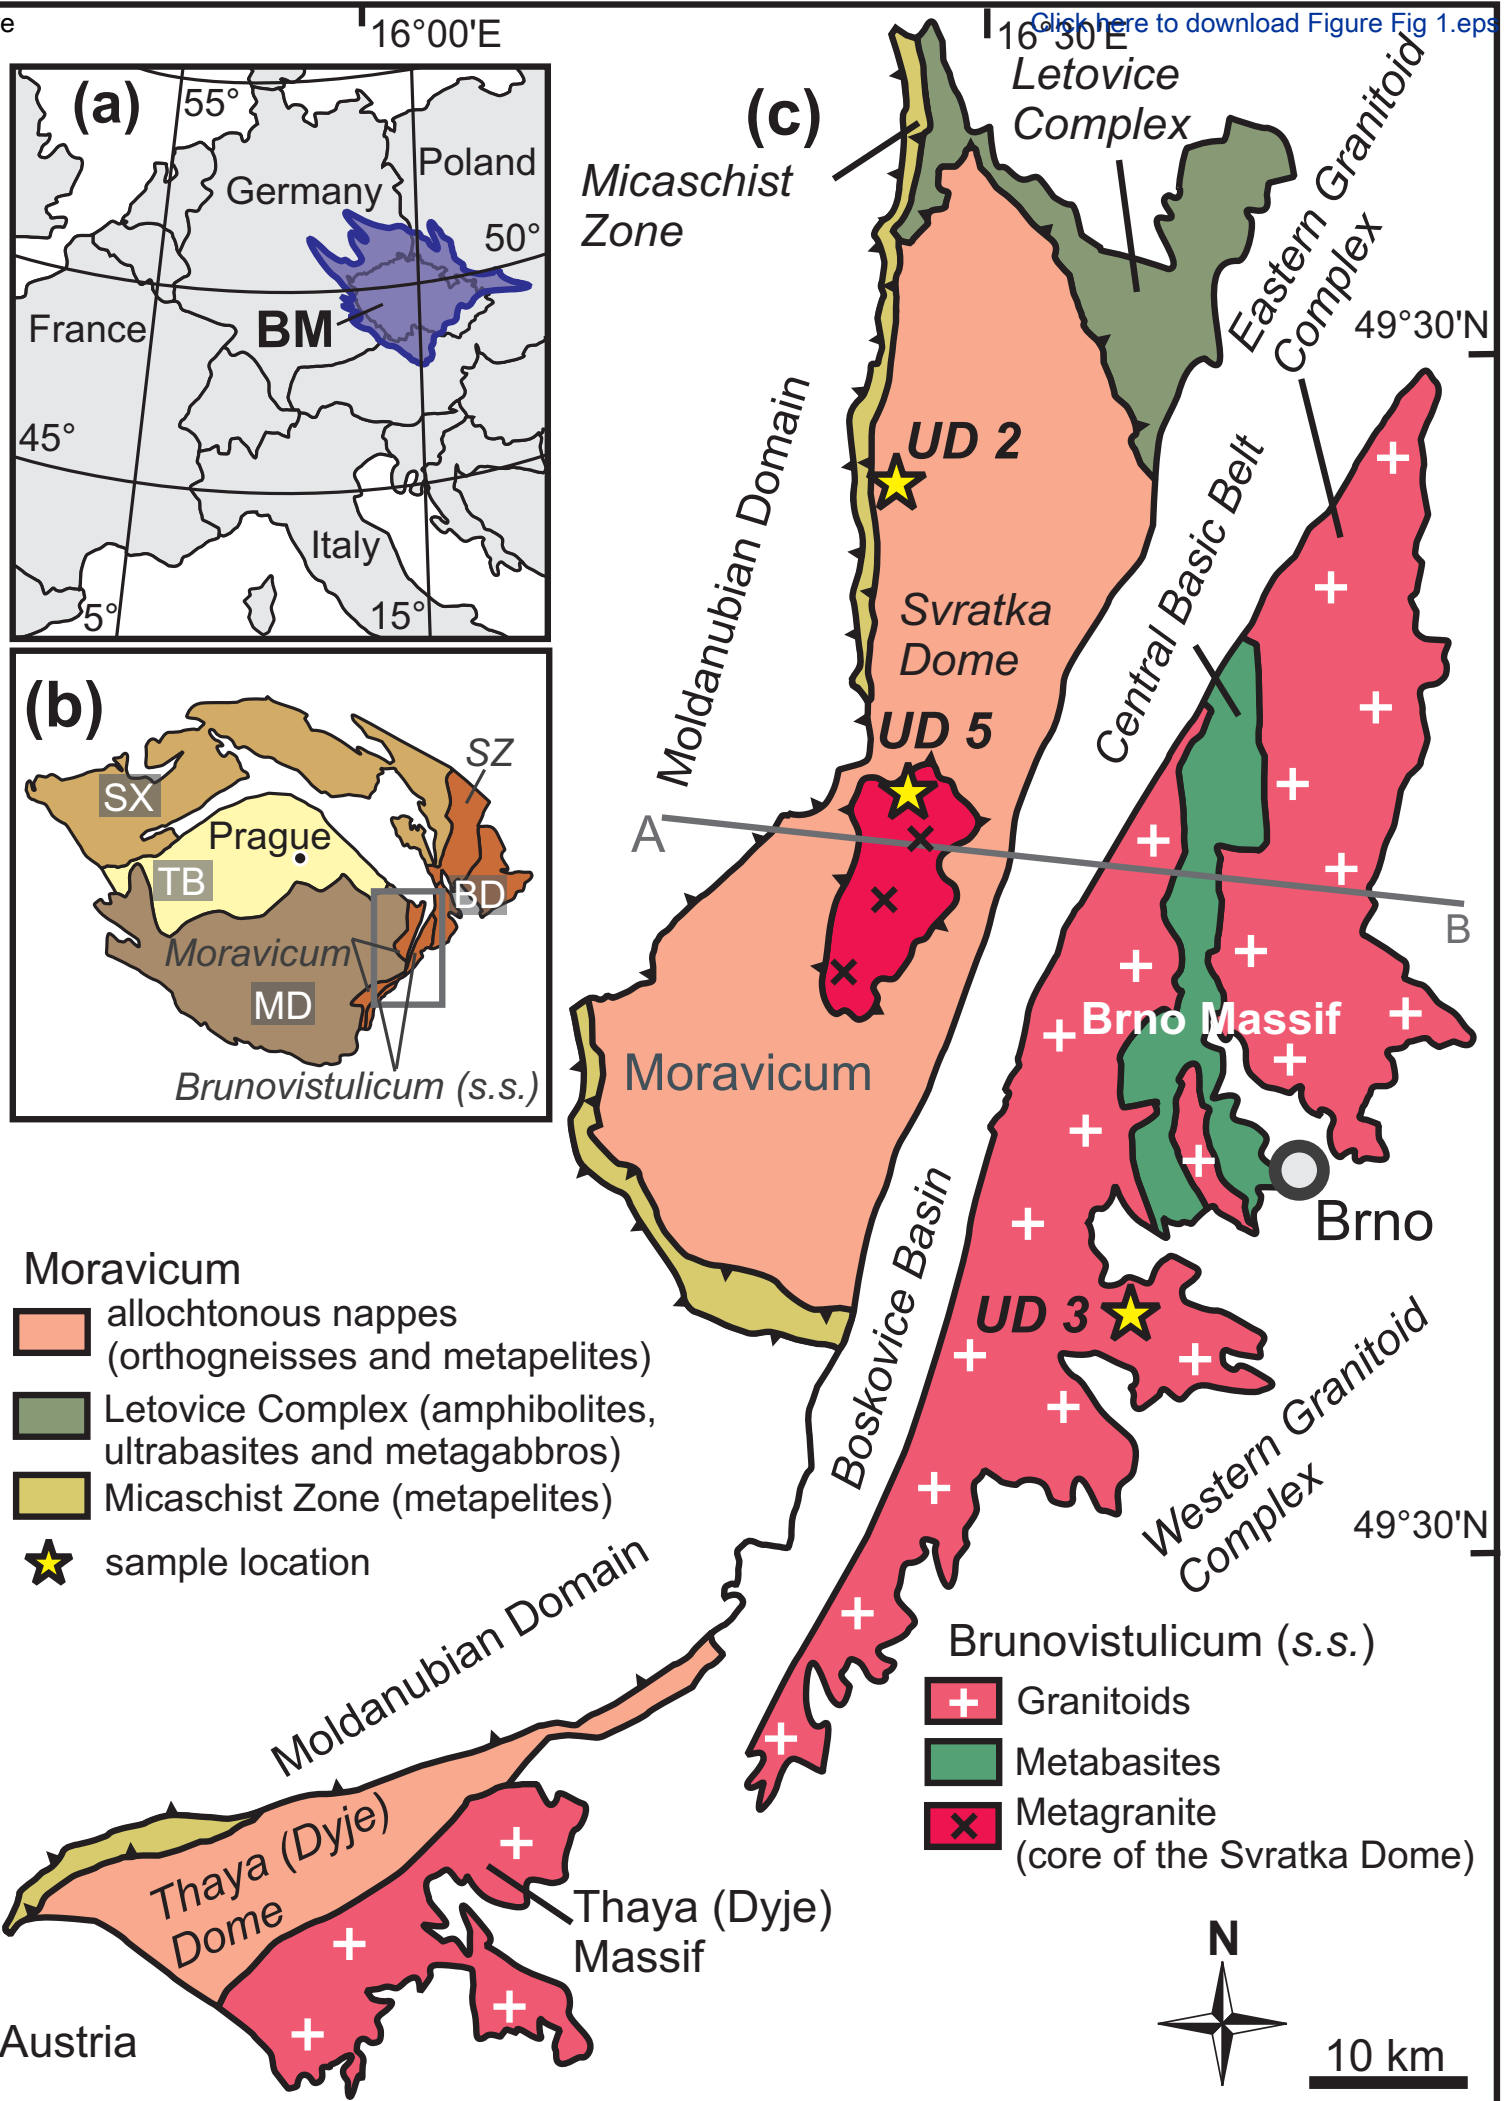 e
16°00'E
16°30'E
Click here to download Figure Fig 1.eps
(a)
55°
Poland
Germany
50°
France
BM
45°
Italy
5°
15°
(b)
SZ
SX
Prague
TB
BD
Moravicum
MD
Brunovistulicum (s.s.)
(c)
Letovice
Complex
Micaschist
Zone
Eastern Granitoid
Complex
49°30'N
Moldanubian Domain
UD 2
Central Basic Belt
Svratka
Dome
UD 5
A
B
Brno Massif
Moravicum
Brno
Boskovice Basin
UD 3
Western Granitoid
Complex
49°30'N
Moravicum
allochtonous nappes
(orthogneisses and metapelites)
Letovice Complex (amphibolites,
ultrabasites and metagabbros)
Micaschist Zone (metapelites)
sample location
Moldanubian Domain
Brunovistulicum (s.s.)
Granitoids
Metabasites
Metagranite
(core of the Svratka Dome)
Thaya (Dyje)
Dome
Thaya (Dyje)
Massif
Austria
N
10 km